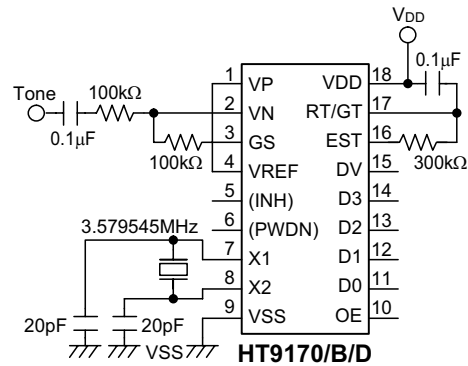 VDD
0.1µF
Tone
0.1µF
100kΩ
100kΩ
1 VP VDD 18
2 VN RT/GT 17
3 GS EST 16
300kΩ
4 VREF DV 15
5 (INH) D3 14
6 (PWDN) D2 13
3.579545MHz
7 X1 D1 12
8 X2 D0 11
9 VSS OE 10
20pF
20pF
VSS
HT9170/B/D